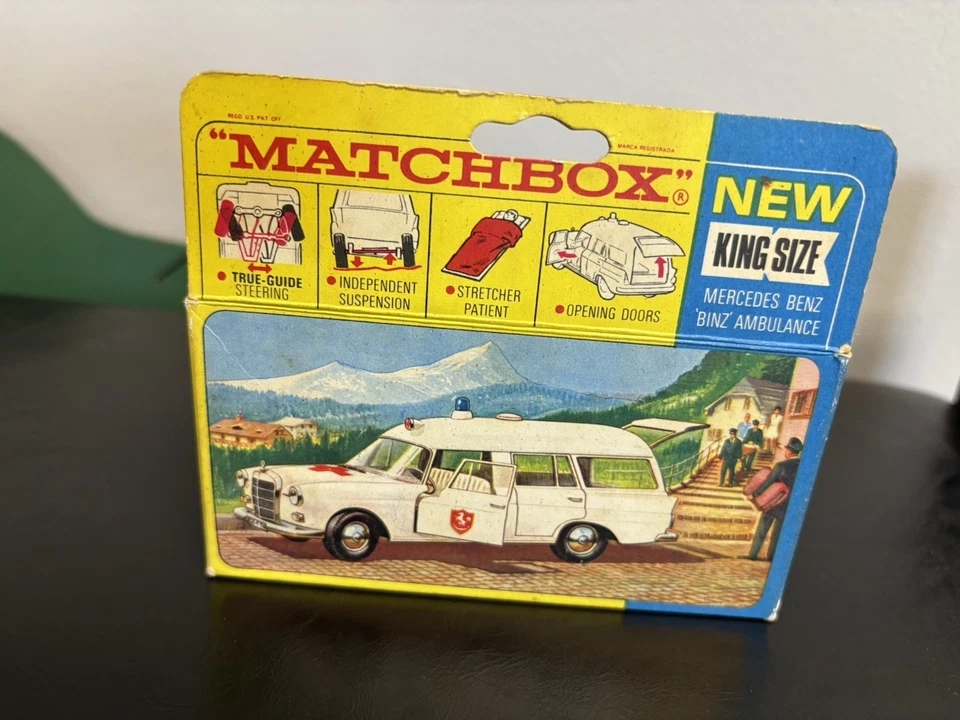 REGD. U.S. PAT. OFF
MARCA REGISTRADA
"MATCHBOX"®
NEW
KING SIZE
MERCEDES BENZ
'BINZ' AMBULANCE
• TRUE-GUIDE
STEERING
• INDEPENDENT
SUSPENSION
• STRETCHER
PATIENT
• OPENING DOORS